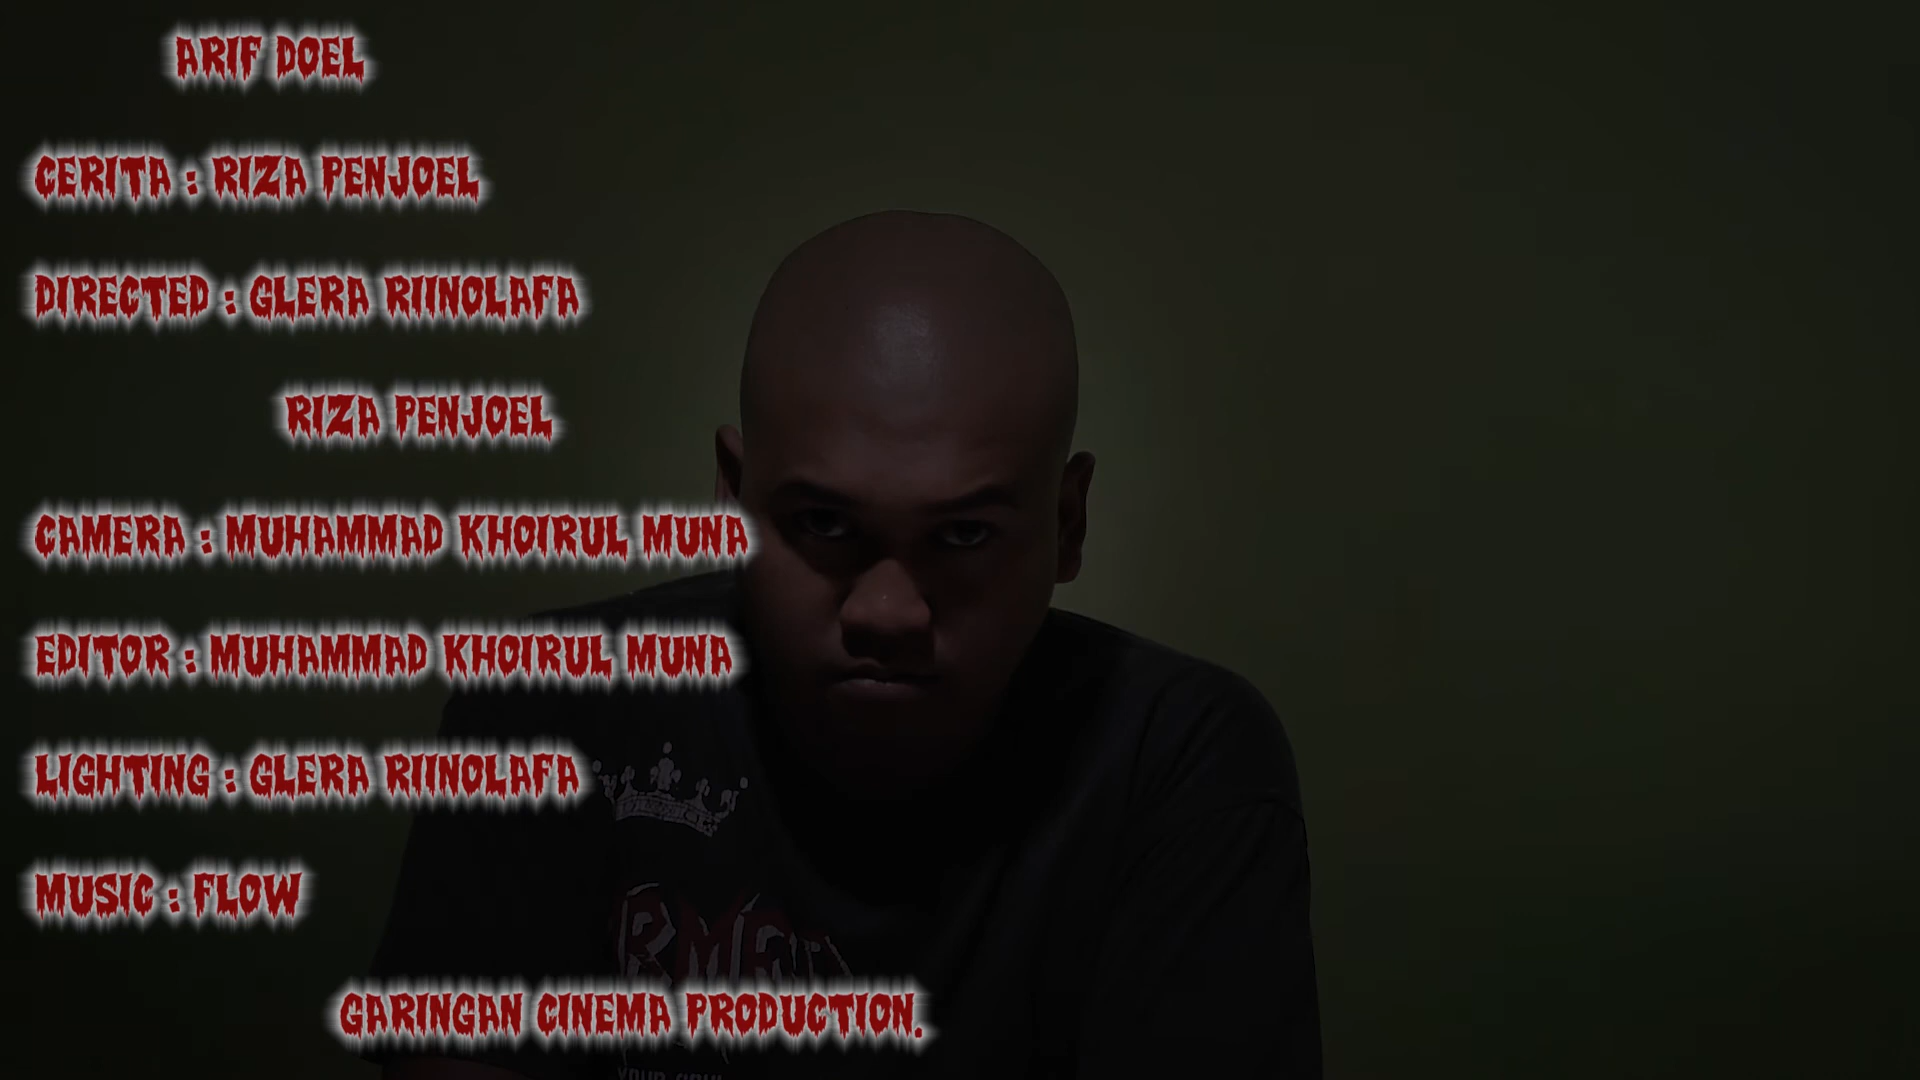 ARIF DOEL
CERITA : RIZA PENJOEL
DIRECTED : GLERA RIINOLAFA
RIZA PENJOEL
CAMERA : MUHAMMAD KHOIRUL MUNA
EDITOR : MUHAMMAD KHOIRUL MUNA
LIGHTING : GLERA RIINOLAFA
MUSIC : FLOW
GARINGAN CINEMA PRODUCTION.